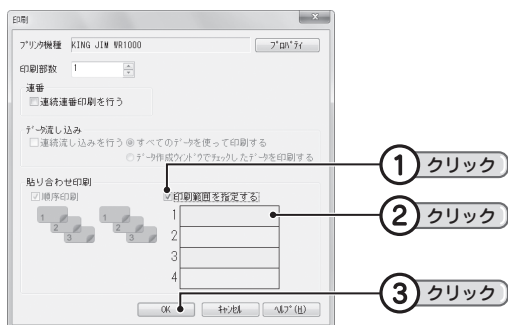 印刷
プリンタ機種 KING JIM WR1000 プロパティ
印刷部数 1
連番
連続連番印刷を行う
データ流し込み
連続流し込みを行う すべてのデータを使って印刷する
データ作成ウィンドウでチェックしたデータを印刷する
貼り合わせ印刷
順序印刷 印刷範囲を指定する
1 2 3 1 2 3
1
2
3
4
OK キャンセル ヘルプ(H)
1 クリック
2 クリック
3 クリック